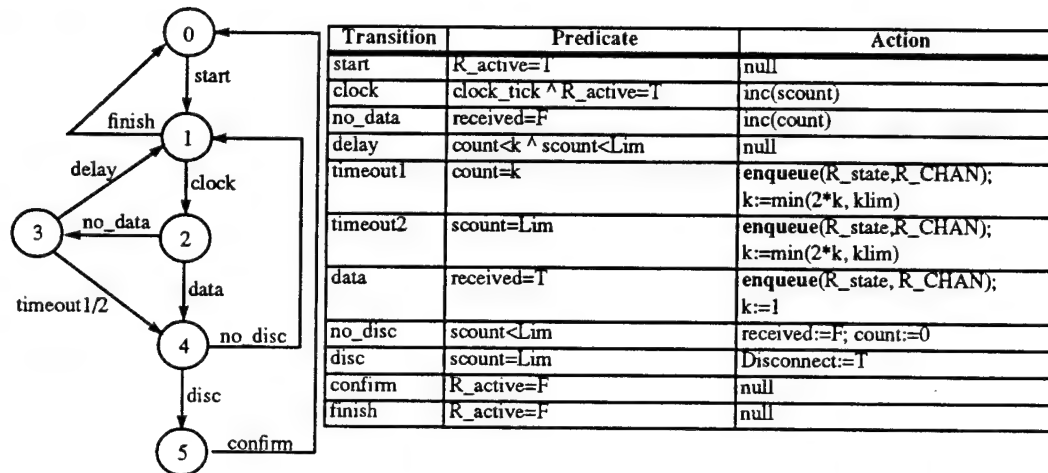 0
start
finish
1
delay
clock
3
no_data
2
data
timeout1/2
4
no_disc
disc
5
confirm
Transition Predicate Action
start R_active=T null
clock clock_tick ^ R_active=T inc(scount)
no_data received=F inc(count)
delay count<k ^ scount<Lim null
timeout1 count=k enqueue(R_state,R_CHAN);
k:=min(2*k, klim)
timeout2 scount=Lim enqueue(R_state,R_CHAN);
k:=min(2*k, klim)
data received=T enqueue(R_state, R_CHAN);
k:=1
no_disc scount<Lim received:=F; count:=0
disc scount=Lim Disconnect:=T
confirm R_active=F null
finish R_active=F null